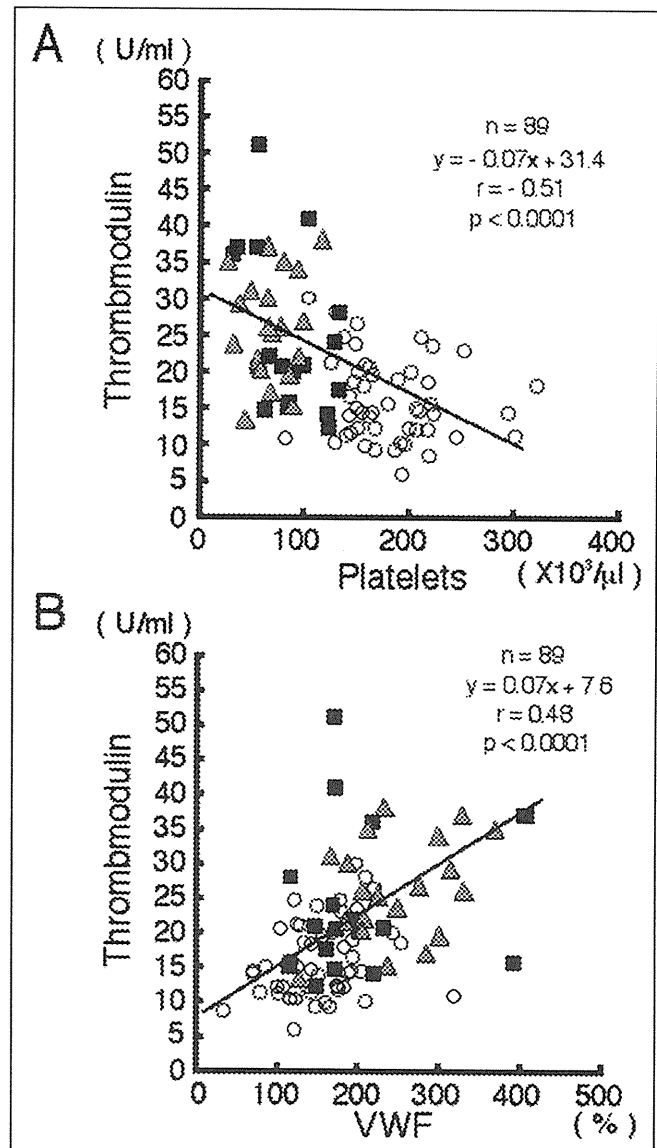 A
( U/ml )
60
55
50
45
40
35
30
25
20
15
10
5
0
Thrombmodulin
n = 89
y = - 0.07x + 31.4
r = - 0.51
p < 0.0001
0 100 200 300 400
Platelets ( X10³/μl )
B
( U/ml )
60
55
50
45
40
35
30
25
20
15
10
5
0
Thrombmodulin
n = 89
y = 0.07x + 7.6
r = 0.48
p < 0.0001
0 100 200 300 400 500
VWF ( % )